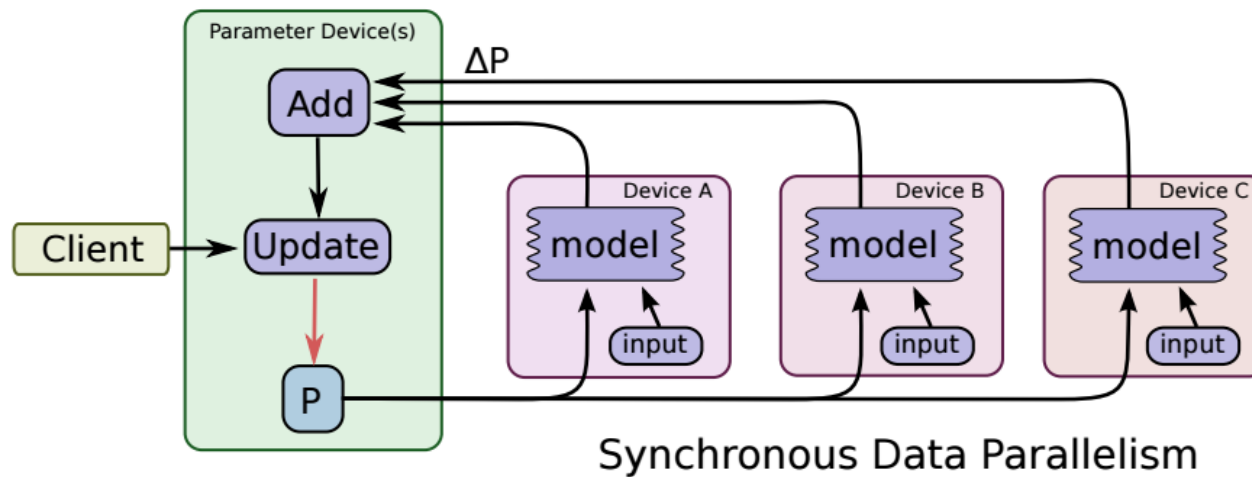 Parameter Device(s)
ΔP
Add
Device A
Device B
Device C
Client
Update
model
model
model
input
input
input
P
Synchronous Data Parallelism